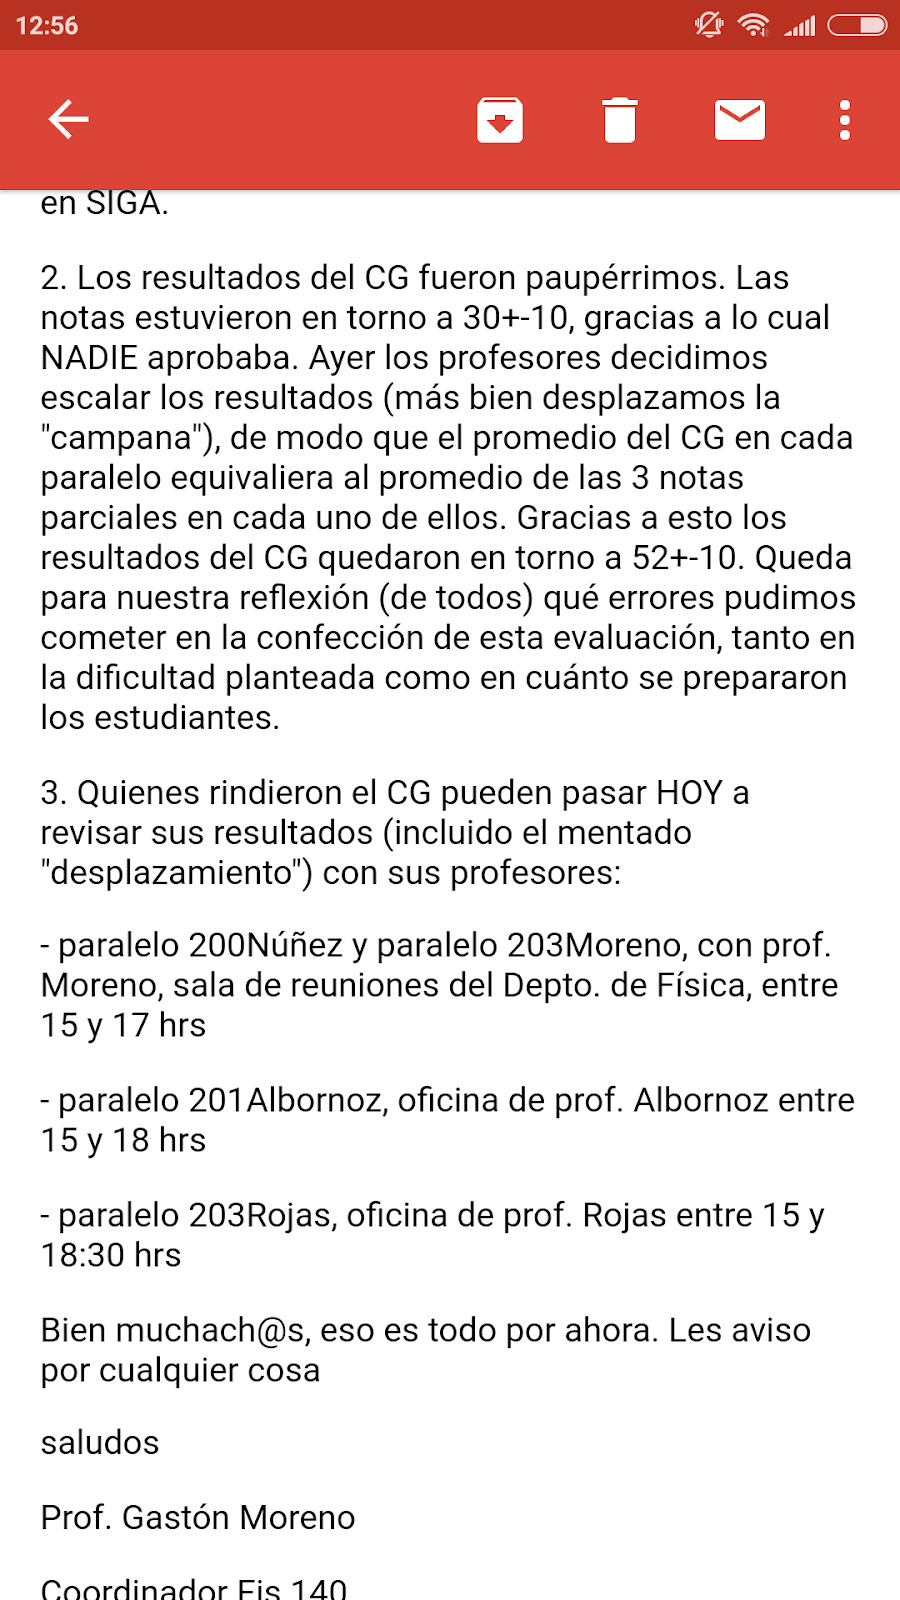 12:56
en SIGA.
2. Los resultados del CG fueron paupérrimos. Las
notas estuvieron en torno a 30+-10, gracias a lo cual
NADIE aprobaba. Ayer los profesores decidimos
escalar los resultados (más bien desplazamos la
"campana"), de modo que el promedio del CG en cada
paralelo equivaliera al promedio de las 3 notas
parciales en cada uno de ellos. Gracias a esto los
resultados del CG quedaron en torno a 52+-10. Queda
para nuestra reflexión (de todos) qué errores pudimos
cometer en la confección de esta evaluación, tanto en
la dificultad planteada como en cuánto se prepararon
los estudiantes.
3. Quienes rindieron el CG pueden pasar HOY a
revisar sus resultados (incluido el mentado
"desplazamiento") con sus profesores:
- paralelo 200Núñez y paralelo 203Moreno, con prof.
Moreno, sala de reuniones del Depto. de Física, entre
15 y 17 hrs
- paralelo 201Albornoz, oficina de prof. Albornoz entre
15 y 18 hrs
- paralelo 203Rojas, oficina de prof. Rojas entre 15 y
18:30 hrs
Bien muchach@s, eso es todo por ahora. Les aviso
por cualquier cosa
saludos
Prof. Gastón Moreno
Coordinador Fis 140